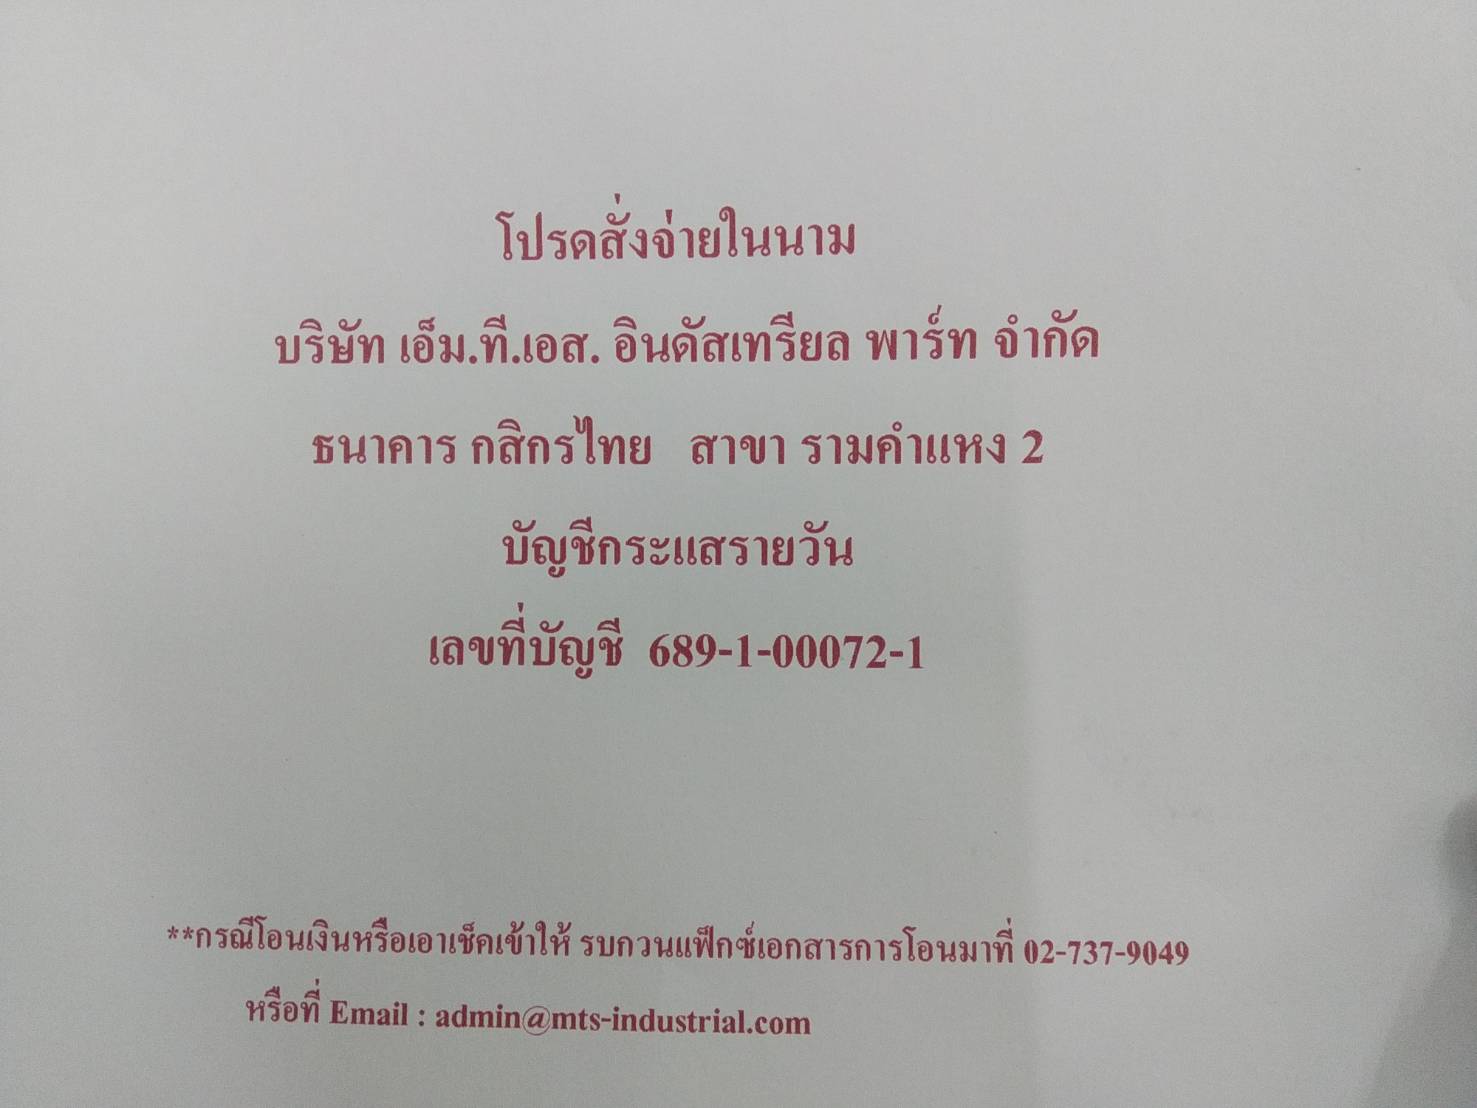 โปรดสั่งจ่ายในนาม
บริษัท เอ็ม.ที.เอส. อินดัสเทรียล พาร์ท จำกัด
ธนาคาร กสิกรไทย สาขา รามคำแหง 2
บัญชีกระแสรายวัน
เลขที่บัญชี 689-1-00072-1
**กรณีโอนเงินหรือเอาเช็คเข้าให้ รบกวนแฟ็กซ์เอกสารการโอนมาที่ 02-737-9049
หรือที่ Email : admin@mts-industrial.com